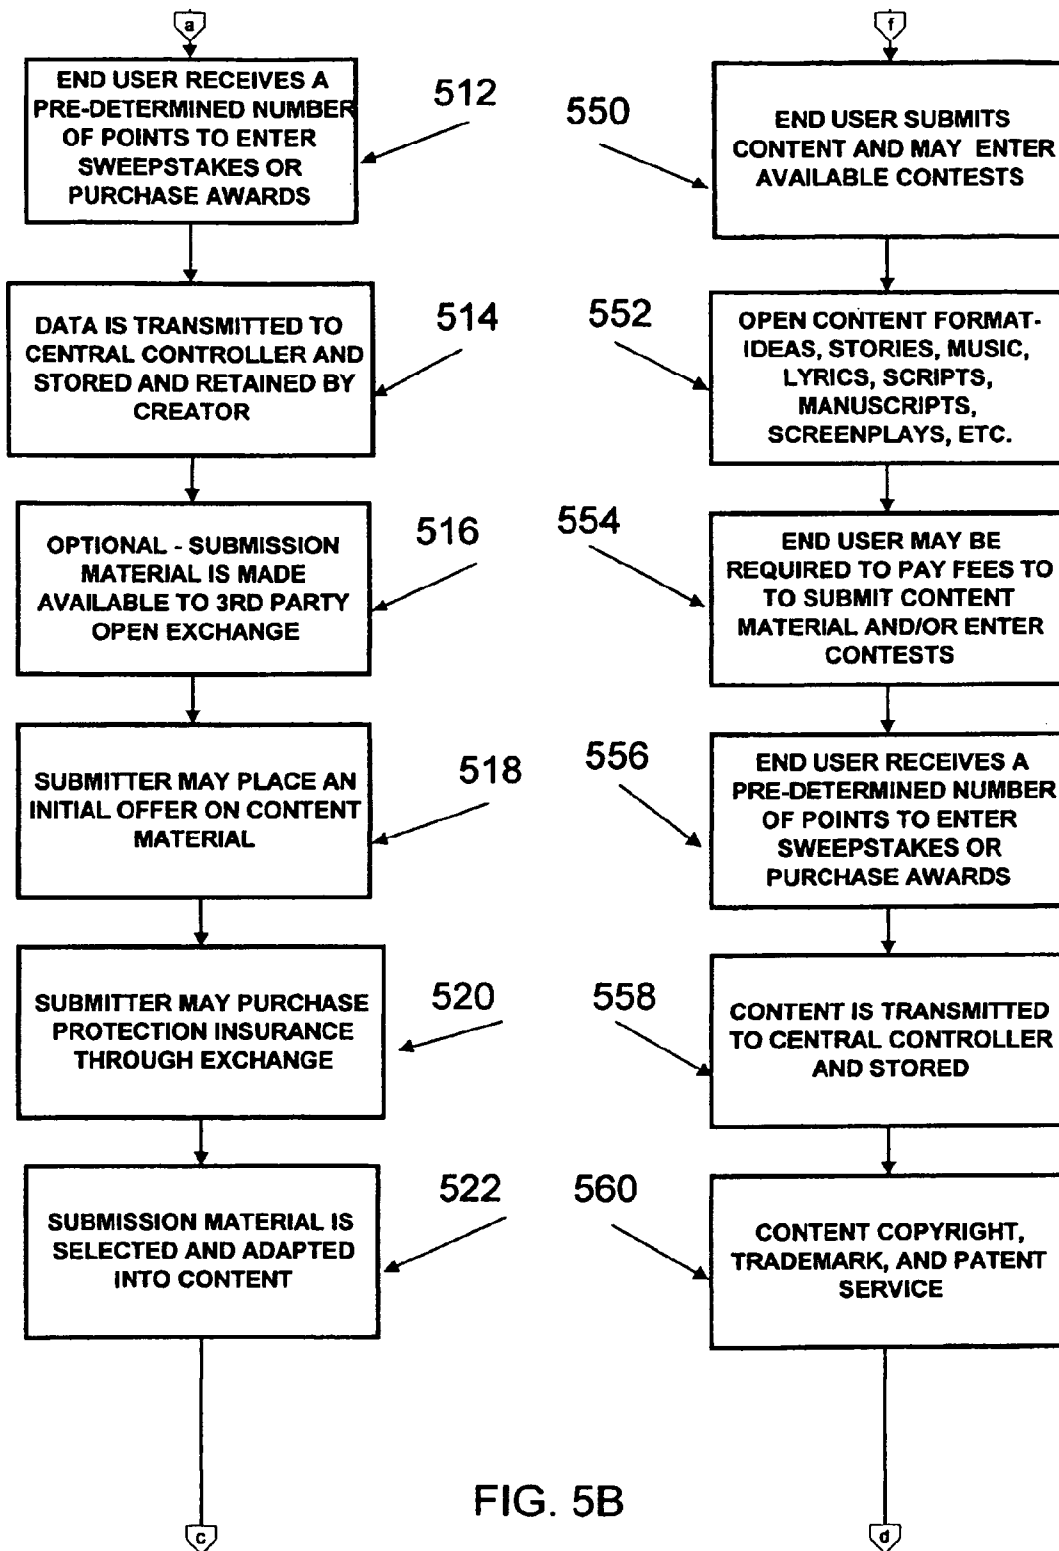 a
END USER RECEIVES A
PRE-DETERMINED NUMBER
OF POINTS TO ENTER
SWEEPSTAKES OR
PURCHASE AWARDS
512
DATA IS TRANSMITTED TO
CENTRAL CONTROLLER AND
STORED AND RETAINED BY
CREATOR
514
OPTIONAL - SUBMISSION
MATERIAL IS MADE
AVAILABLE TO 3RD PARTY
OPEN EXCHANGE
516
SUBMITTER MAY PLACE AN
INITIAL OFFER ON CONTENT
MATERIAL
518
SUBMITTER MAY PURCHASE
PROTECTION INSURANCE
THROUGH EXCHANGE
520
SUBMISSION MATERIAL IS
SELECTED AND ADAPTED
INTO CONTENT
522
c
f
550
END USER SUBMITS
CONTENT AND MAY ENTER
AVAILABLE CONTESTS
552
OPEN CONTENT FORMAT-
IDEAS, STORIES, MUSIC,
LYRICS, SCRIPTS,
MANUSCRIPTS,
SCREENPLAYS, ETC.
554
END USER MAY BE
REQUIRED TO PAY FEES TO
TO SUBMIT CONTENT
MATERIAL AND/OR ENTER
CONTESTS
556
END USER RECEIVES A
PRE-DETERMINED NUMBER
OF POINTS TO ENTER
SWEEPSTAKES OR
PURCHASE AWARDS
558
CONTENT IS TRANSMITTED
TO CENTRAL CONTROLLER
AND STORED
560
CONTENT COPYRIGHT,
TRADEMARK, AND PATENT
SERVICE
d
FIG. 5B